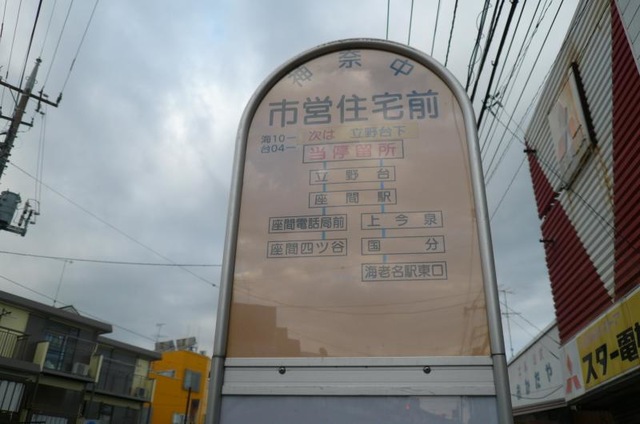 神奈中
市営住宅前
海10 次は 立野台下
台04
当停留所
立野台
座間駅
座間電話局前 上今泉
座間四ツ谷 国分
海老名駅東口
スター電